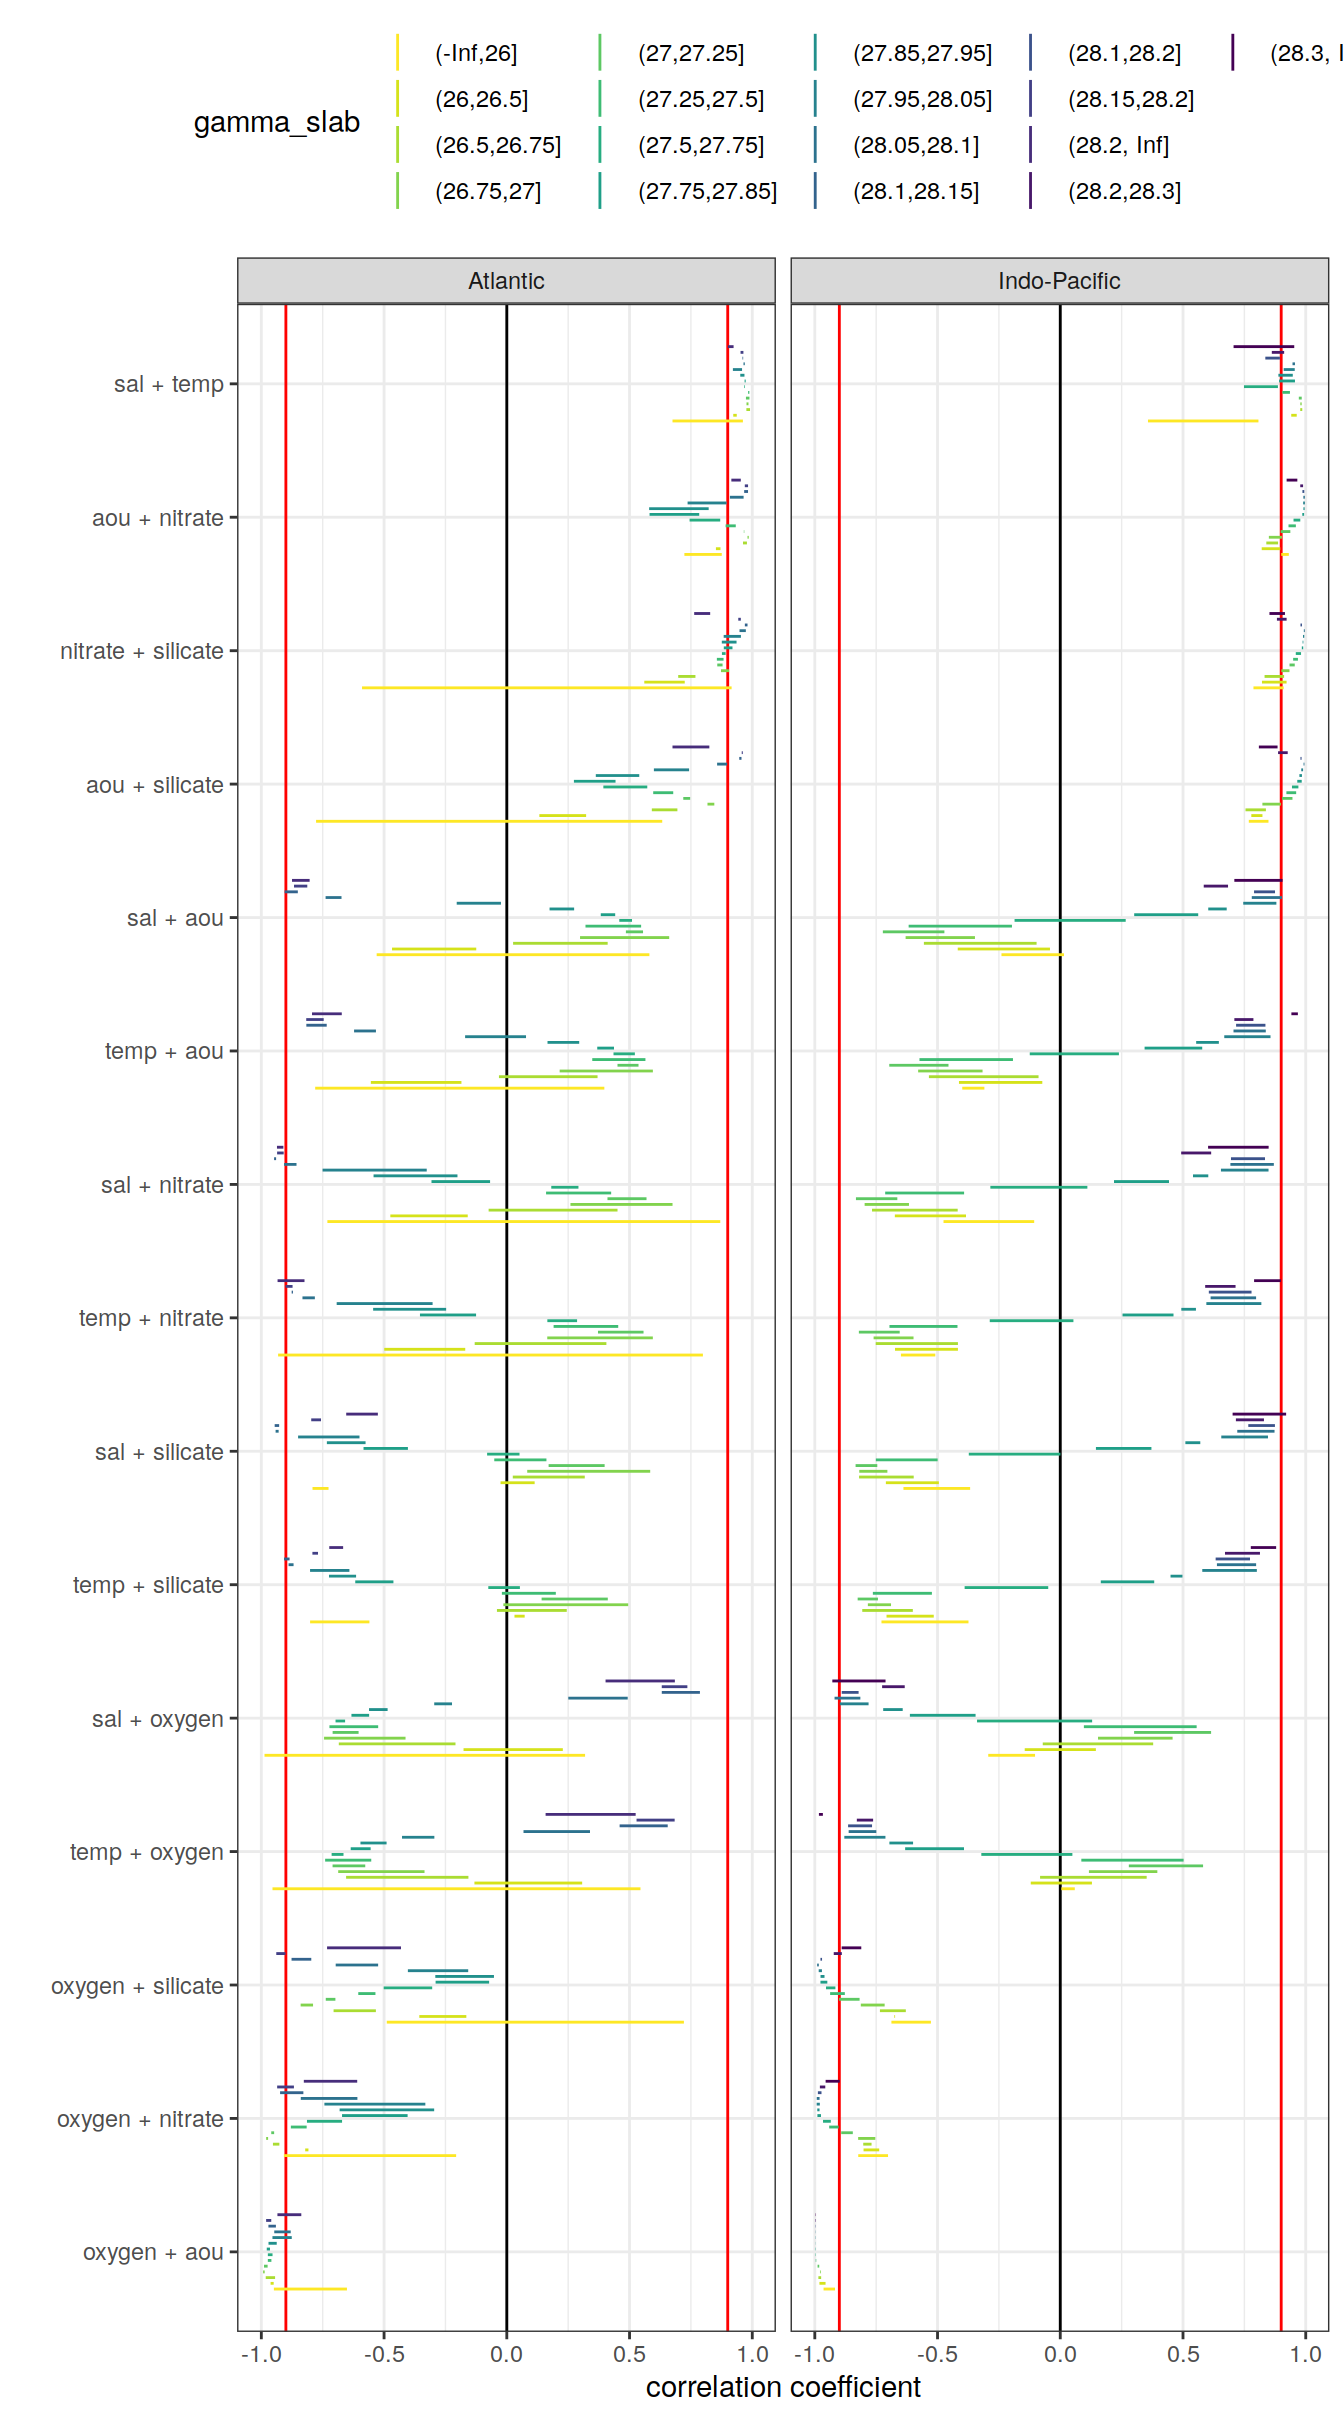 (-Inf,26] (27,27.25] (27.85,27.95] (28.1,28.2] (28.3, I
(26,26.5] (27.25,27.5] (27.95,28.05] (28.15,28.2]
gamma_slab
(26.5,26.75] (27.5,27.75] (28.05,28.1] (28.2, Inf]
(26.75,27] (27.75,27.85] (28.1,28.15] (28.2,28.3]
Atlantic Indo-Pacific
sal + temp
aou + nitrate
nitrate + silicate
aou + silicate
sal + aou
temp + aou
sal + nitrate
temp + nitrate
sal + silicate
temp + silicate
sal + oxygen
temp + oxygen
oxygen + silicate
oxygen + nitrate
oxygen + aou
-1.0 -0.5 0.0 0.5 1.0 -1.0 -0.5 0.0 0.5 1.0
correlation coefficient